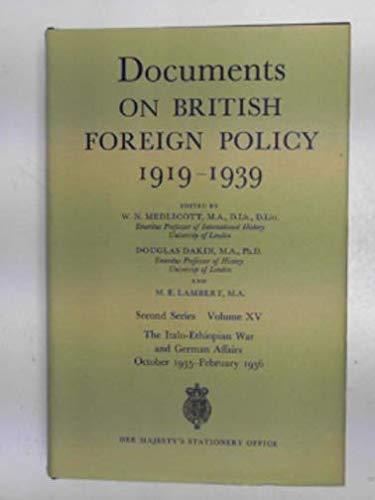 Documents
ON BRITISH
FOREIGN POLICY
1919–1939
EDITED BY
W. N. MEDLICOTT, M.A., D.Lit., D.Litt.
Emeritus Professor of International History
University of London
DOUGLAS DAKIN, M.A., Ph.D.
Emeritus Professor of History
University of London
AND
M. E. LAMBERT, M.A.
Second Series Volume XV
The Italo-Ethiopian War
and German Affairs
October 1935–February 1936
HER MAJESTY'S STATIONERY OFFICE